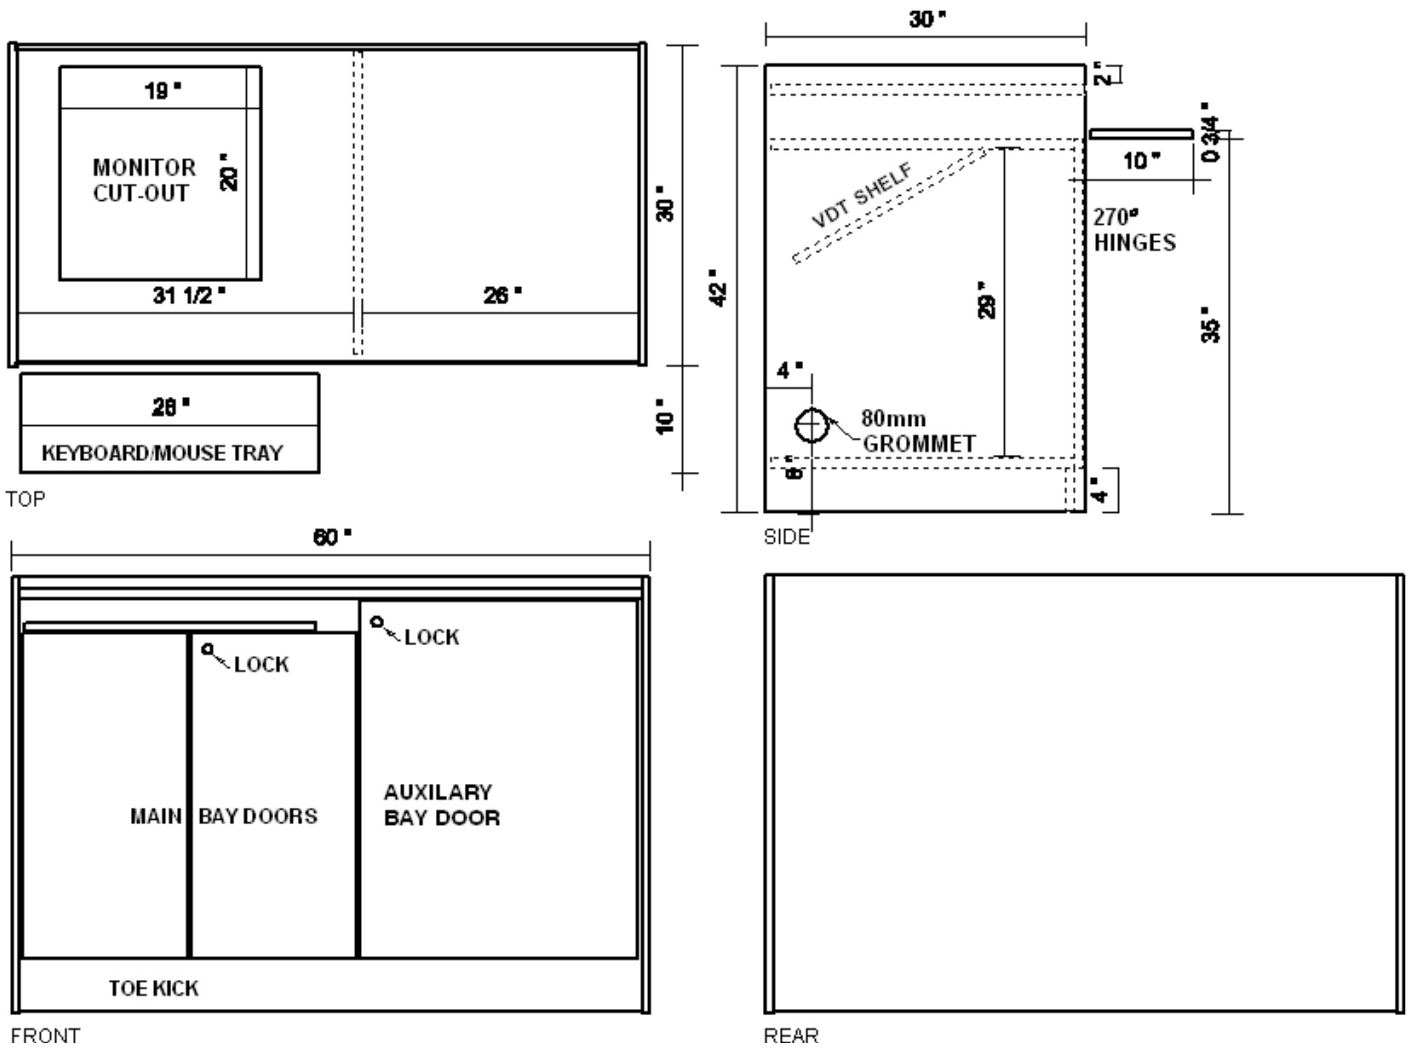 19 "
MONITOR
CUT-OUT
20 "
31 1/2 "
26 "
30 "
KEYBOARD/MOUSE TRAY
10 "
TOP
30 "
2 "
0 3/4 "
10 "
VDT SHELF
270°
HINGES
42 "
29 "
35 "
4 "
80mm
GROMMET
4 "
SIDE
60 "
LOCK
LOCK
MAIN BAY DOORS
AUXILARY
BAY DOOR
TOE KICK
FRONT
REAR